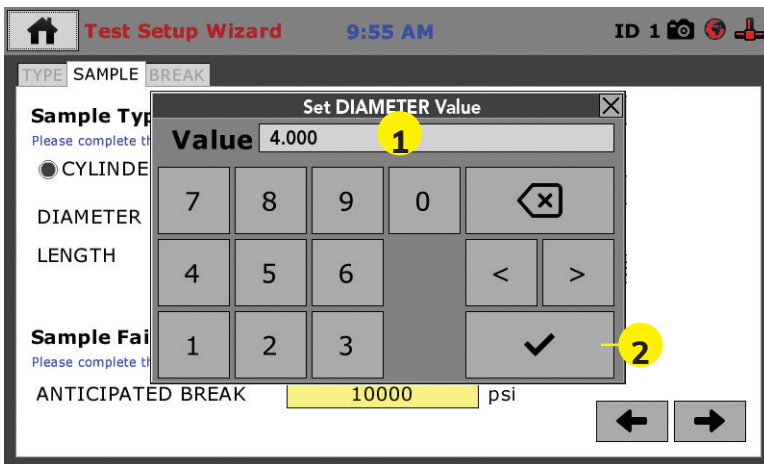 Test Setup Wizard 9:55 AM ID 1
TYPE SAMPLE BREAK
Set DIAMETER Value
Sample Typ
Value 4.000 1
Please complete th
CYLINDE
7 8 9 0
DIAMETER
LENGTH
4 5 6 < >
Sample Fai
1 2 3 2
Please complete th
ANTICIPATED BREAK 10000 psi